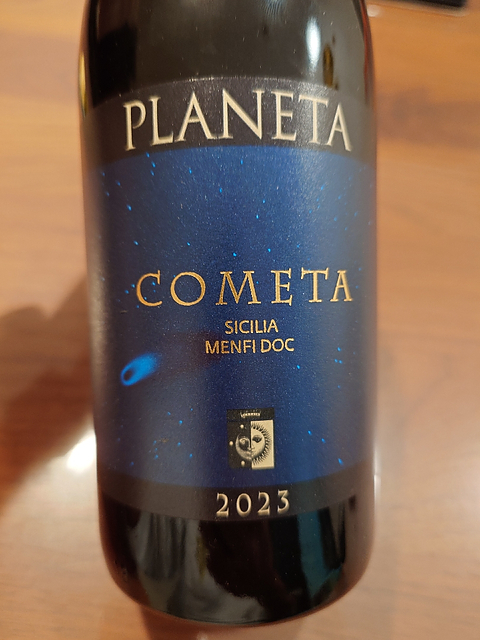 PLANETA
COMETA
SICILIA
MENFI DOC
2023